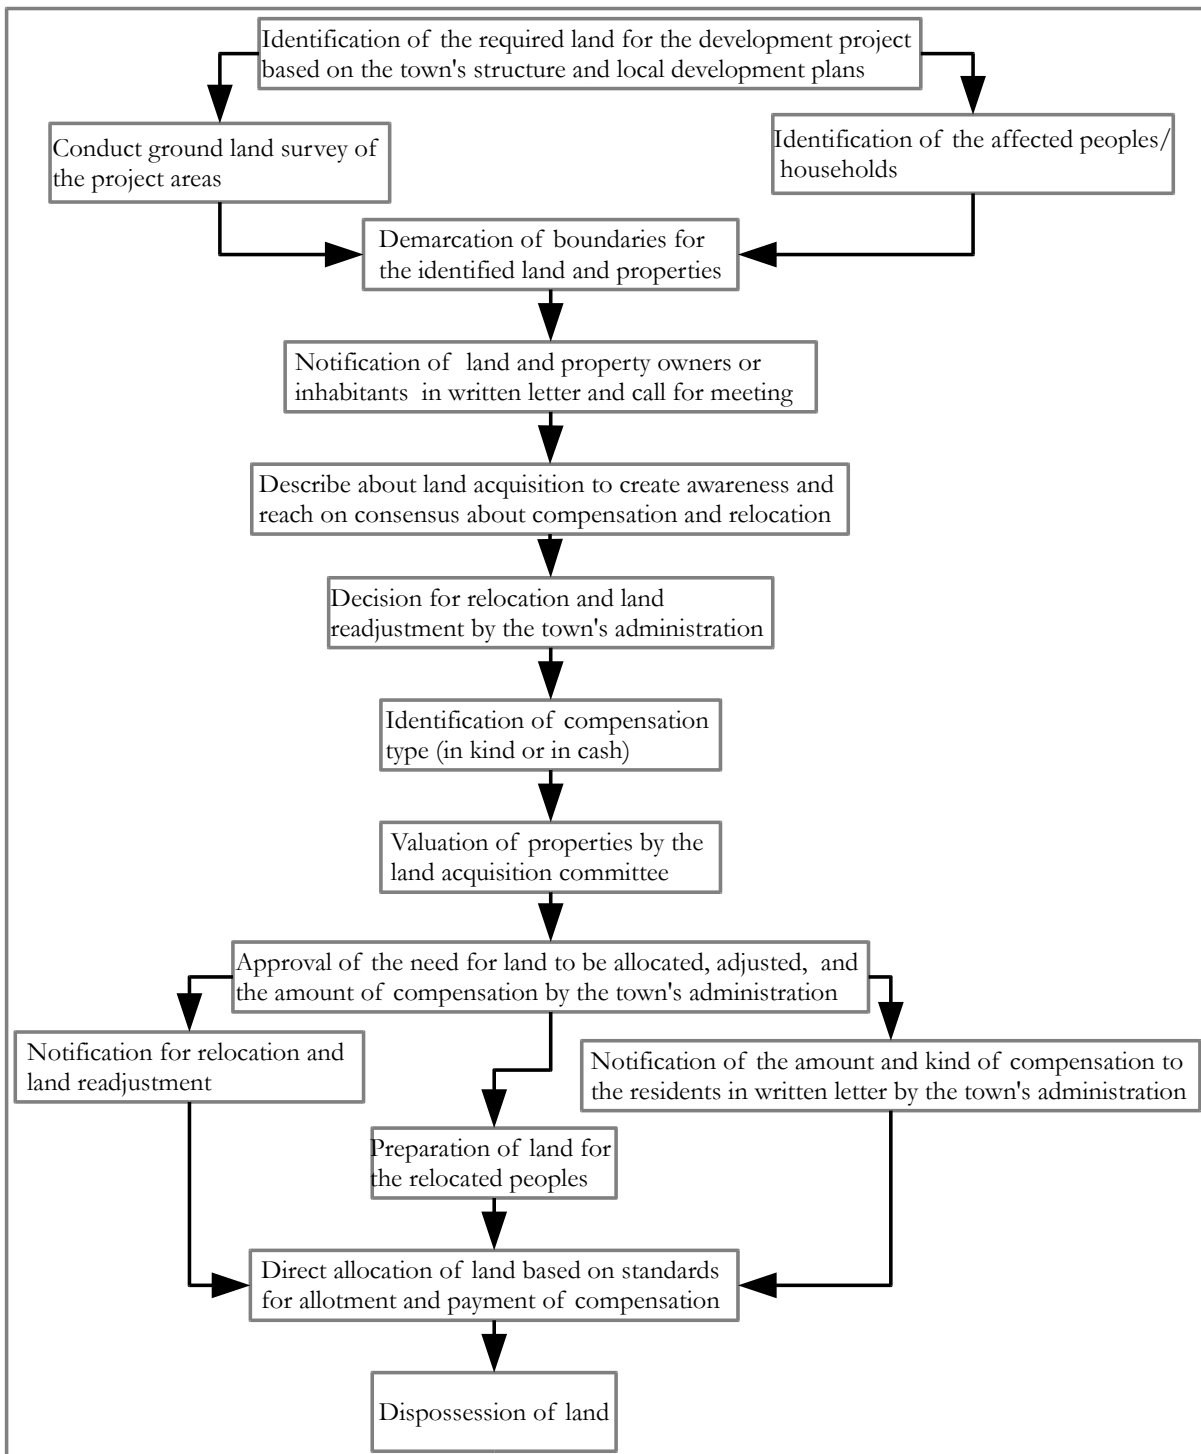 Identification of the required land for the development project
based on the town's structure and local development plans
Conduct ground land survey of
the project areas
Identification of the affected peoples/
households
Demarcation of boundaries for
the identified land and properties
Notification of land and property owners or
inhabitants in written letter and call for meeting
Describe about land acquisition to create awareness and
reach on consensus about compensation and relocation
Decision for relocation and land
readjustment by the town's administration
Identification of compensation
type (in kind or in cash)
Valuation of properties by the
land acquisition committee
Approval of the need for land to be allocated, adjusted, and
the amount of compensation by the town's administration
Notification for relocation and
land readjustment
Notification of the amount and kind of compensation to
the residents in written letter by the town's administration
Preparation of land for
the relocated peoples
Direct allocation of land based on standards
for allotment and payment of compensation
Dispossession of land